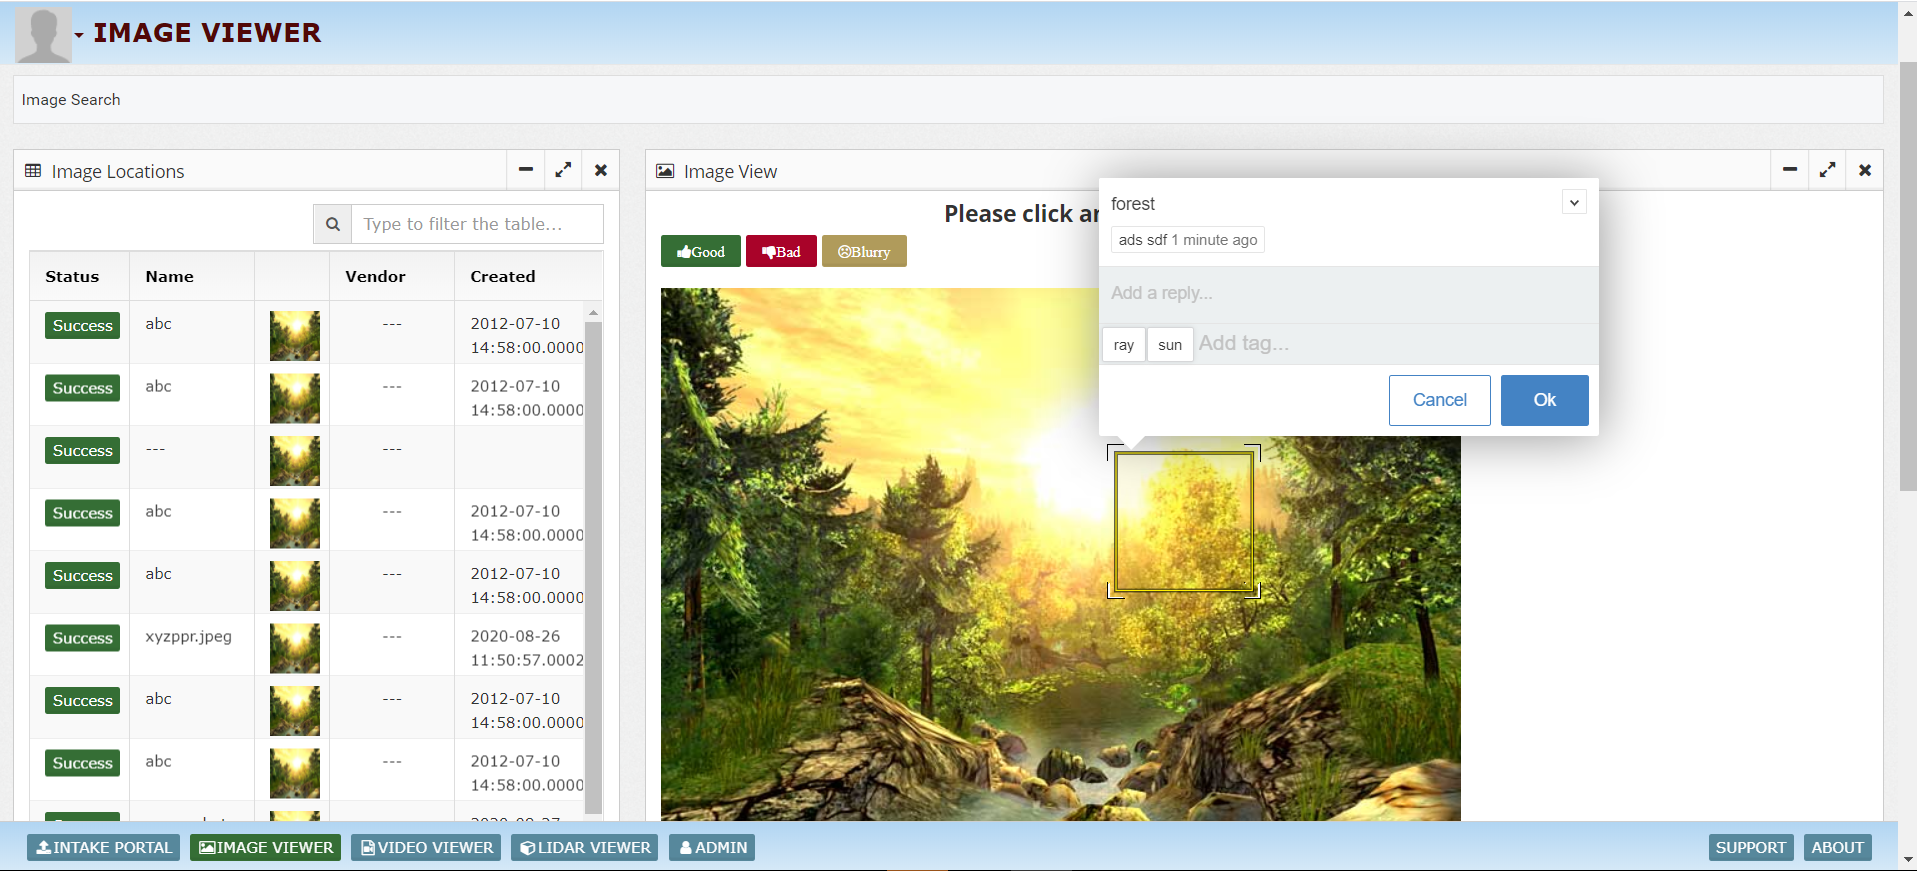 IMAGE VIEWER
Image Search
Image Locations
Type to filter the table...
Status Name Vendor Created
Success abc --- 2012-07-10
14:58:00.0000
Success abc --- 2012-07-10
14:58:00.0000
Success --- ---
Success abc --- 2012-07-10
14:58:00.0000
Success abc --- 2012-07-10
14:58:00.0000
Success xyzppr.jpeg --- 2020-08-26
11:50:57.0002
Success abc --- 2012-07-10
14:58:00.0000
Success abc --- 2012-07-10
14:58:00.0000
Image View
Please click
Good Bad Blurry
forest
ads sdf 1 minute ago
Add a reply...
ray sun Add tag...
Cancel Ok
INTAKE PORTAL IMAGE VIEWER VIDEO VIEWER LIDAR VIEWER ADMIN SUPPORT ABOUT